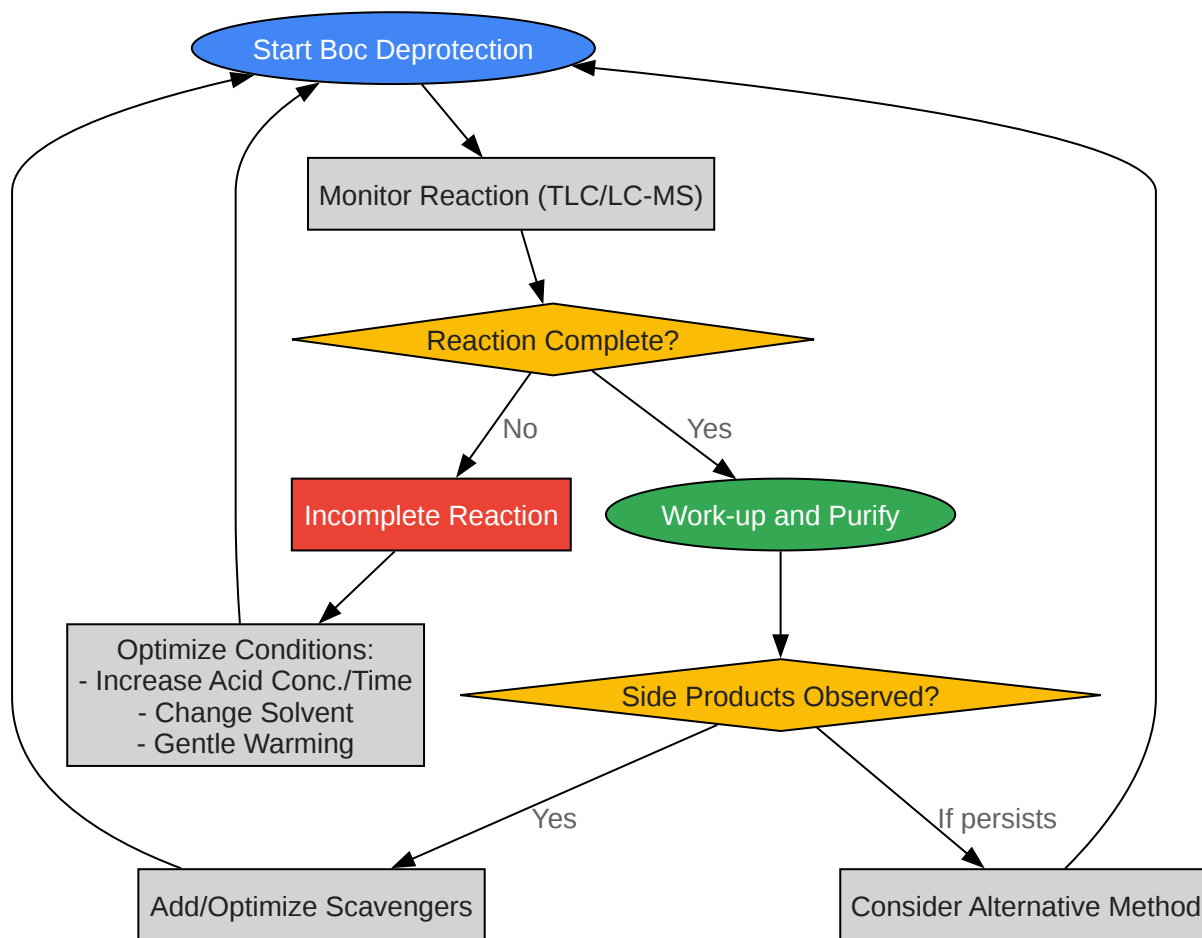 Start Boc Deprotection
Monitor Reaction (TLC/LC-MS)
Reaction Complete?
No
Yes
Incomplete Reaction
Work-up and Purify
Optimize Conditions:
- Increase Acid Conc./Time
- Change Solvent
- Gentle Warming
Side Products Observed?
Yes
If persists
Add/Optimize Scavengers
Consider Alternative Method